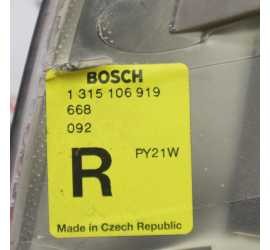 BOSCH
1 315 106 919
668
092
R PY21W
Made in Czech Republic